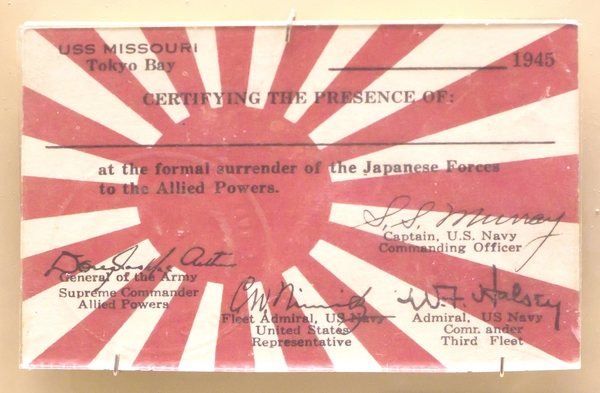 USS MISSOURI
Tokyo Bay
1945
CERTIFYING THE PRESENCE OF:
at the formal surrender of the Japanese Forces
to the Allied Powers.
S. S. Murray
Captain, U.S. Navy
Commanding Officer
Douglas MacArthur
General of the Army
Supreme Commander
Allied Powers
C. W. Nimitz
Fleet Admiral, US Navy
United States
Representative
W. F. Halsey
Admiral, US Navy
Com ander
Third Fleet